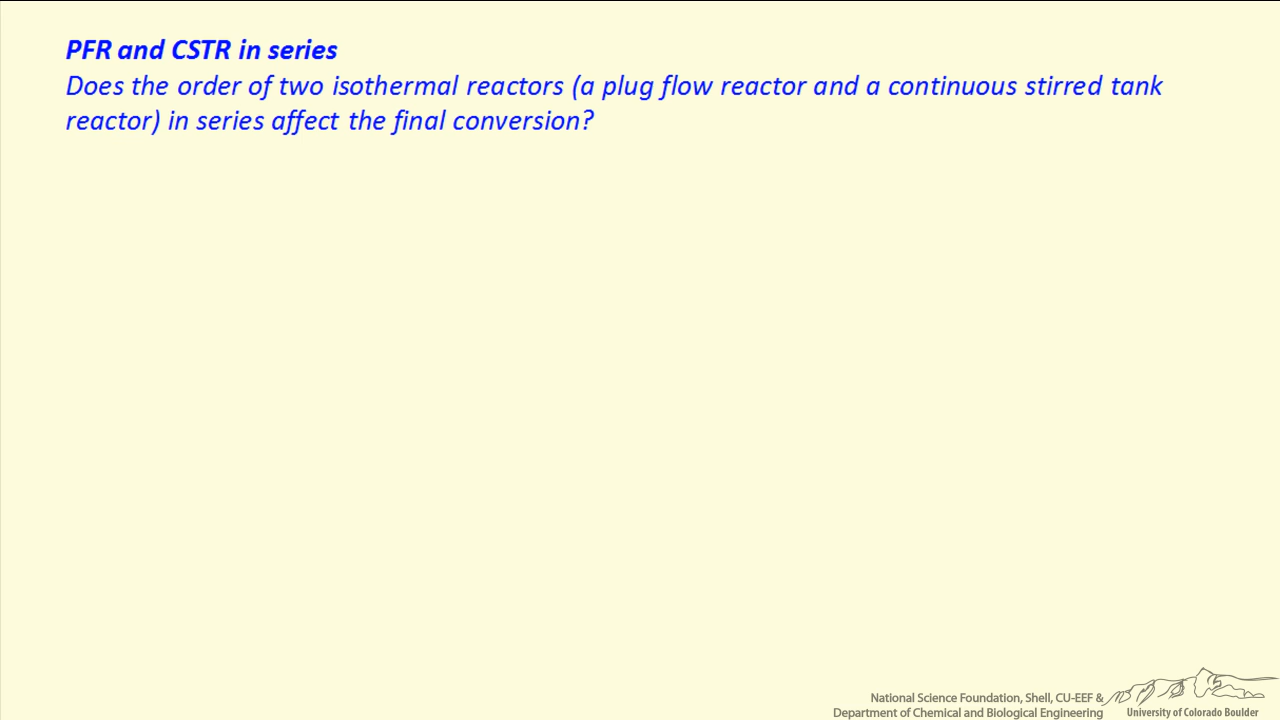 PFR and CSTR in series
Does the order of two isothermal reactors (a plug flow reactor and a continuous stirred tank
reactor) in series affect the final conversion?
National Science Foundation, Shell, CU-EEF &
Department of Chemical and Biological Engineering
University of Colorado Boulder